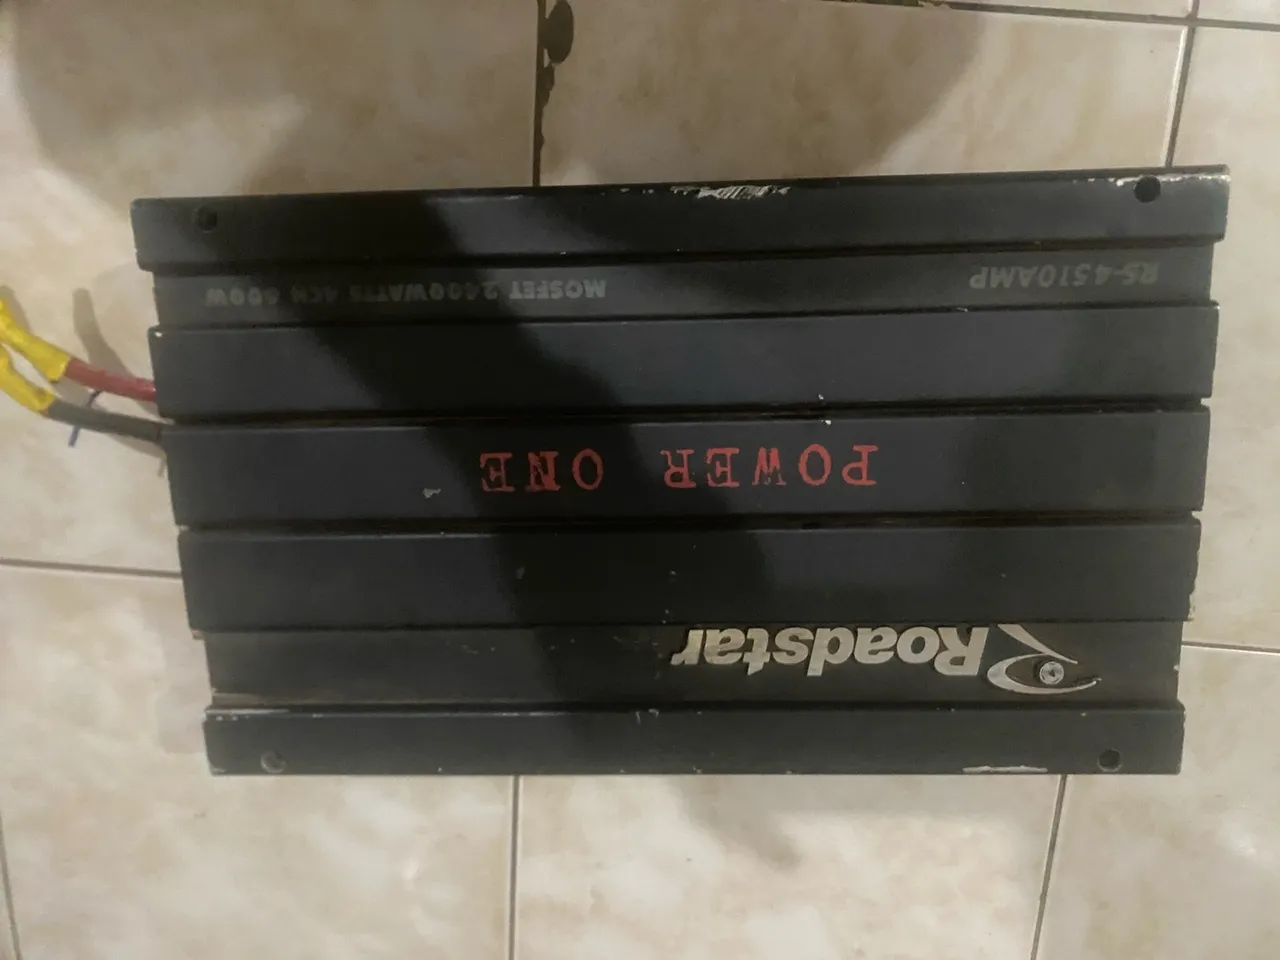 Roadstar
POWER ONE
RS-4510AMP
MOSFET 2400WATTS 4CH 600W